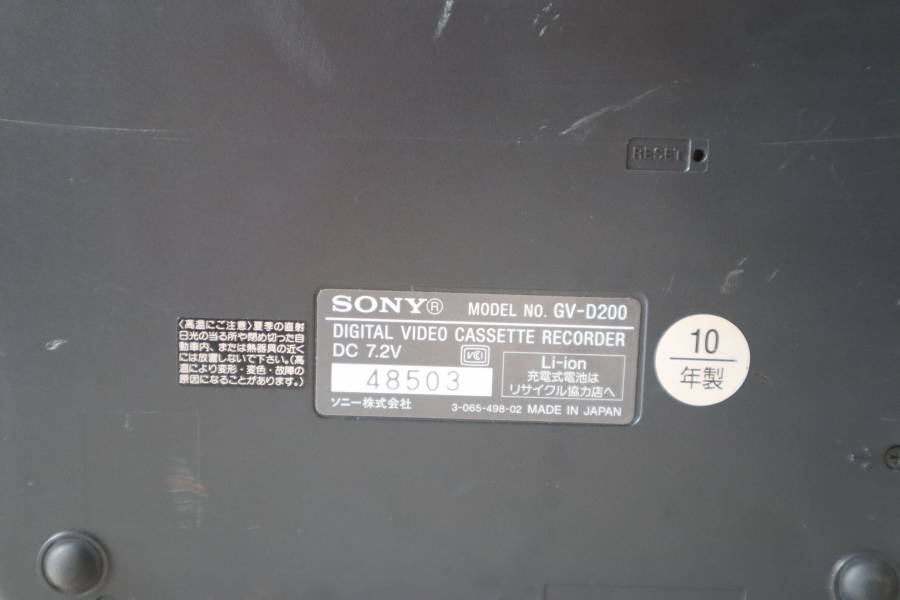 RESET
〈高温にご注意〉夏季の直射
日光の当る所や閉め切った自
動車内、または熱器具の近く
には放置しないで下さい。(高
温により変形・変色・故障の
原因になることがあります。)
SONY® MODEL NO. GV-D200
DIGITAL VIDEO CASSETTE RECORDER
DC 7.2V
48503
Li-ion
充電式電池は
リサイクル協力店へ
ソニー株式会社 3-065-498-02 MADE IN JAPAN
10
年製